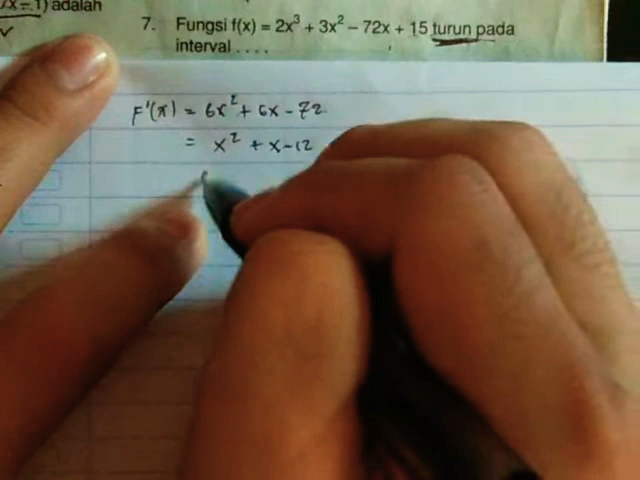 /x − 1) adalah
7. Fungsi f(x) = 2x³ + 3x² − 72x + 15 turun pada
interval . . . .
F'(x) = 6x² + 6x − 72
= x² + x − 12